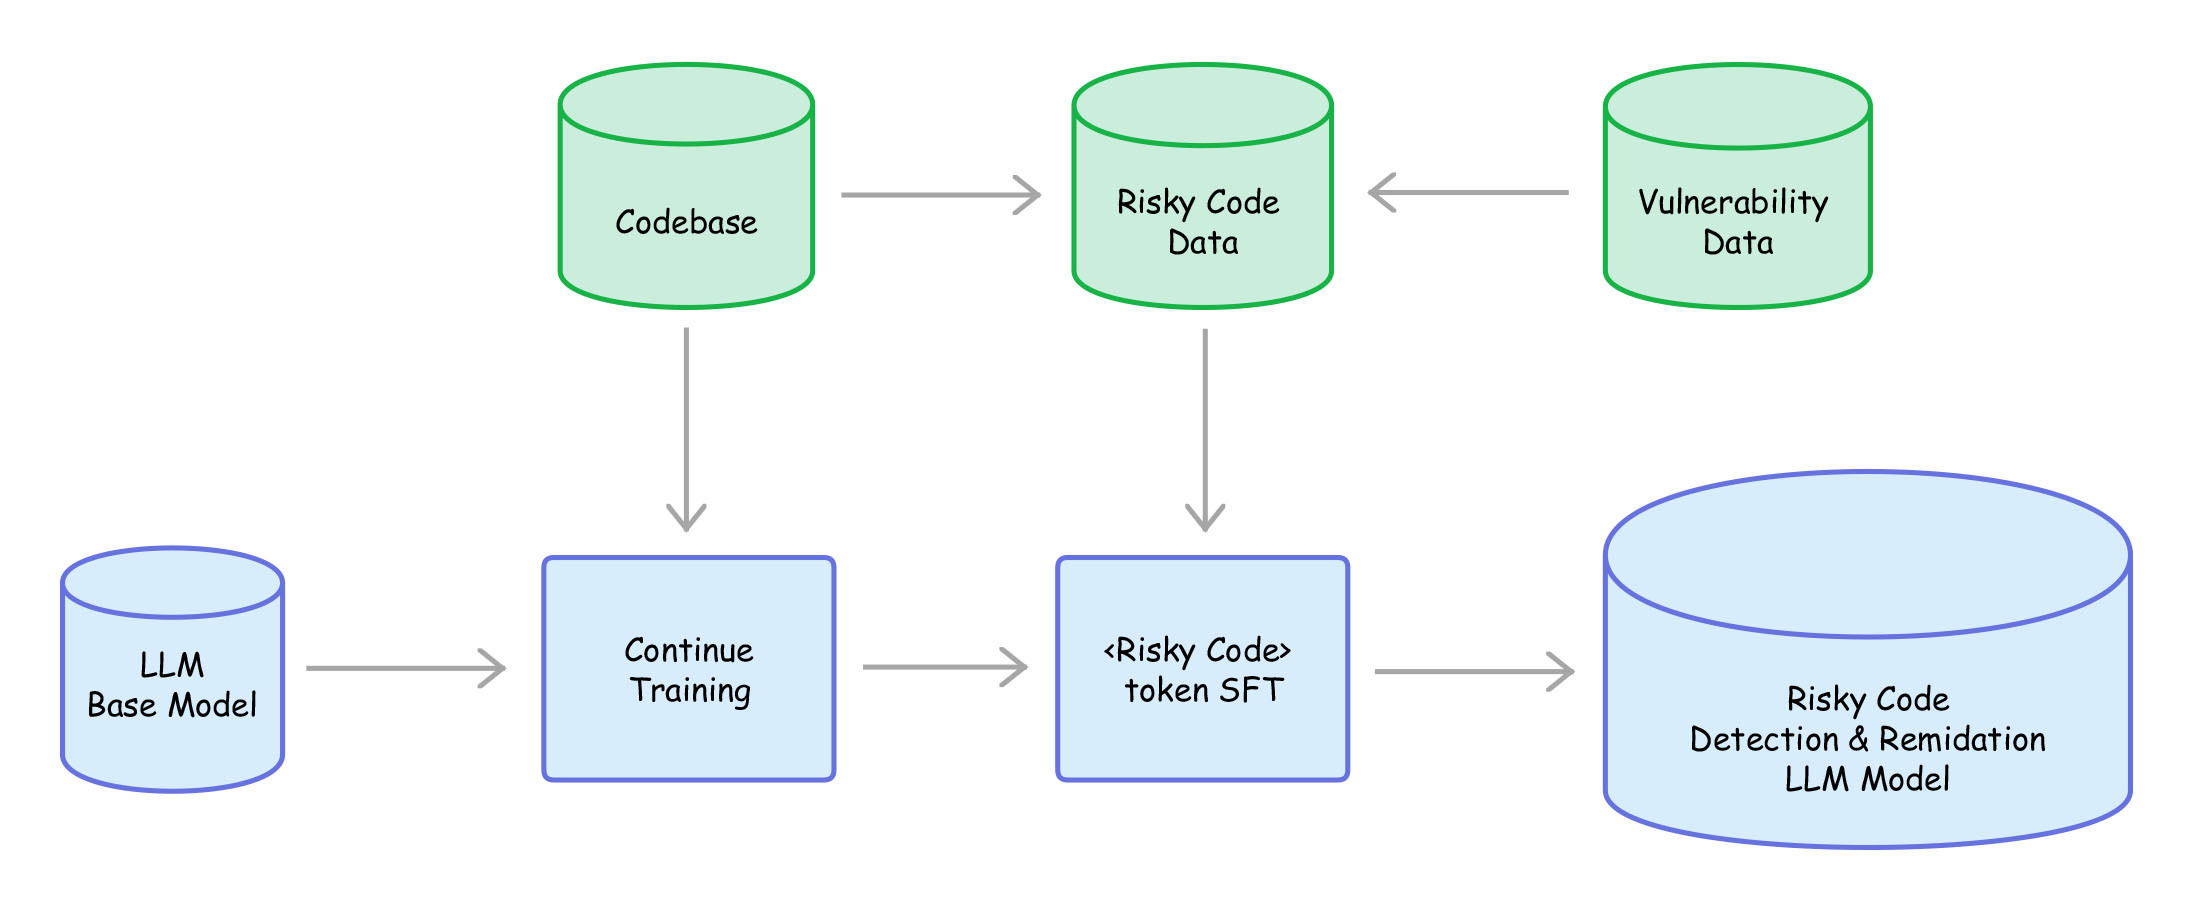 Codebase
Risky Code
Data
Vulnerability
Data
LLM
Base Model
Continue
Training
<Risky Code>
token SFT
Risky Code
Detection & Remidation
LLM Model